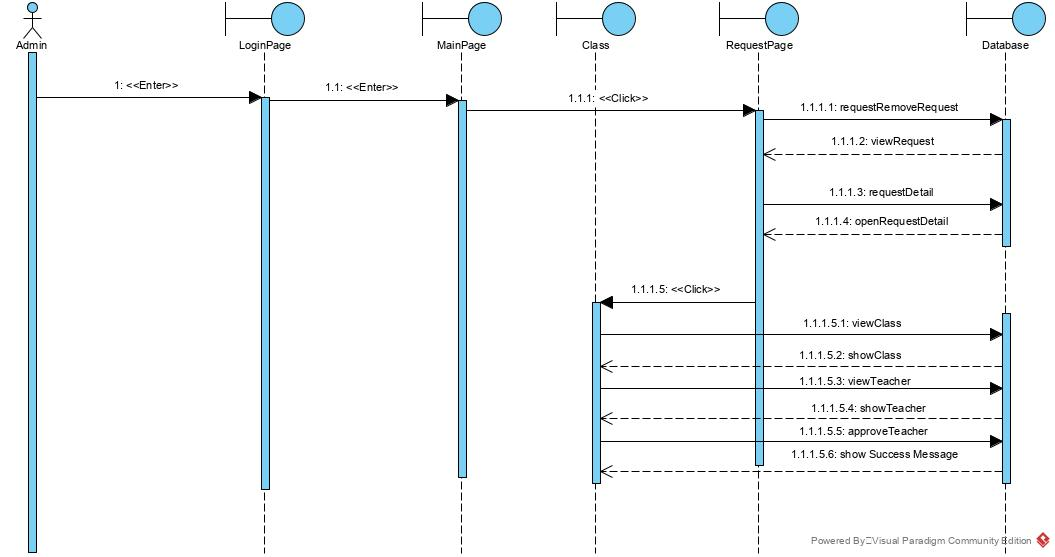 Admin
LoginPage
MainPage
Class
RequestPage
Database
1: <<Enter>>
1.1: <<Enter>>
1.1.1: <<Click>>
1.1.1.1: requestRemoveRequest
1.1.1.2: viewRequest
1.1.1.3: requestDetail
1.1.1.4: openRequestDetail
1.1.1.5: <<Click>>
1.1.1.5.1: viewClass
1.1.1.5.2: showClass
1.1.1.5.3: viewTeacher
1.1.1.5.4: showTeacher
1.1.1.5.5: approveTeacher
1.1.1.5.6: show Success Message
Powered By Visual Paradigm Community Edition